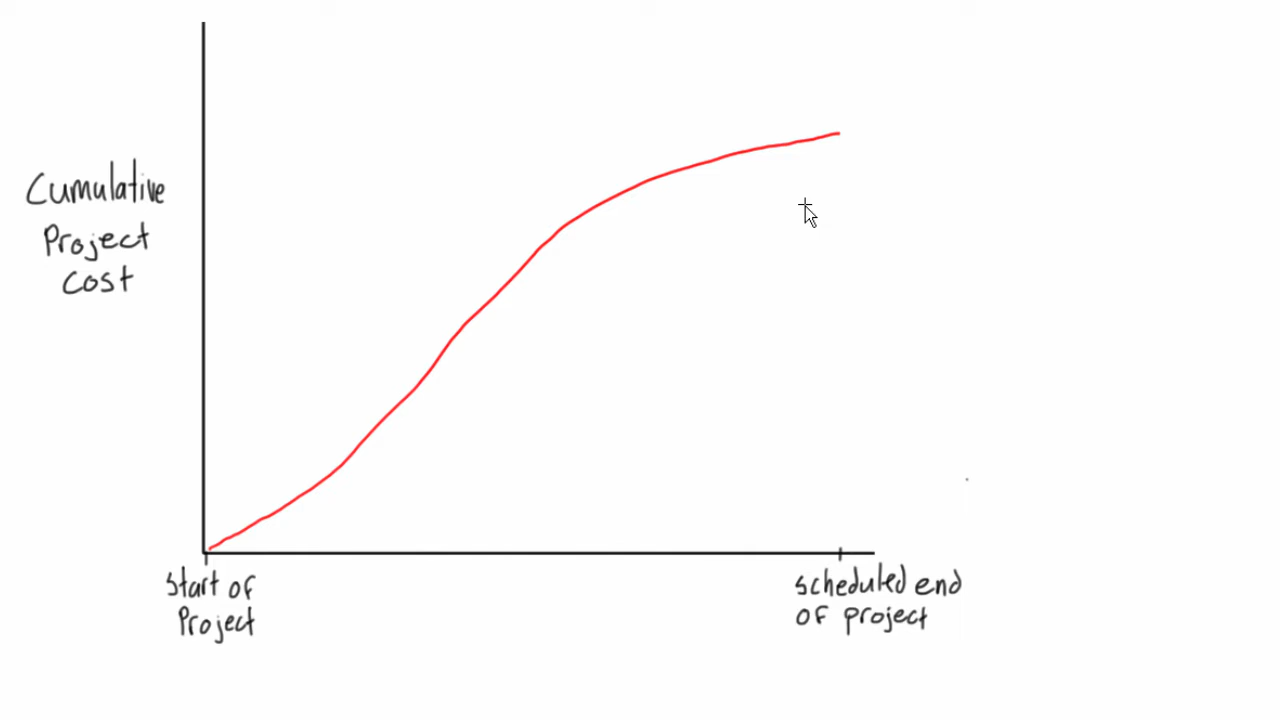 Cumulative
Project
Cost
Start of
Project
scheduled end
of project